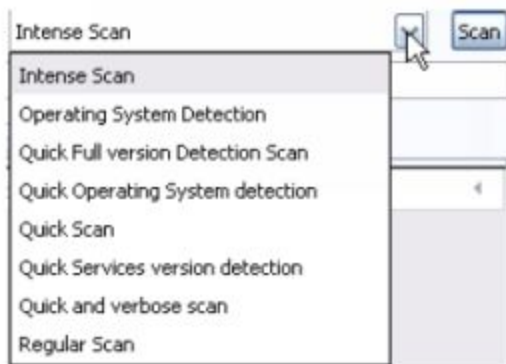 Intense Scan Scan
Intense Scan
Operating System Detection
Quick Full version Detection Scan
Quick Operating System detection
Quick Scan
Quick Services version detection
Quick and verbose scan
Regular Scan